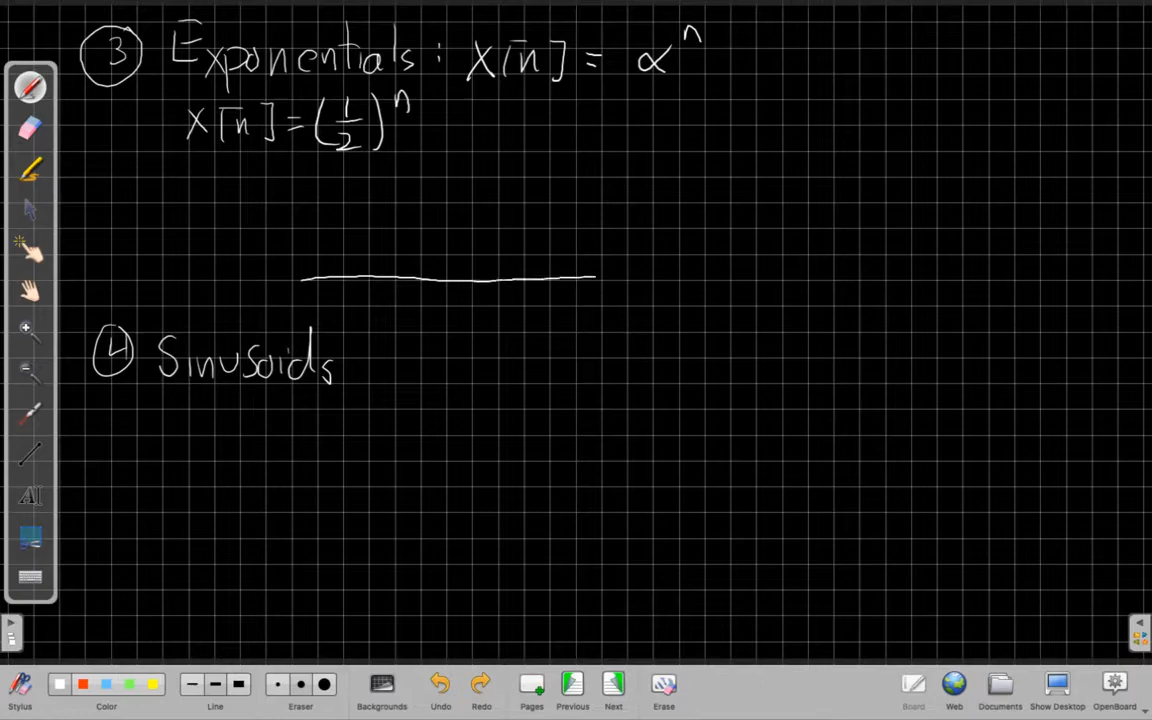 ③ Exponentials: x[n] = α^n
x[n] = (1/2)^n
④ Sinusoids
Stylus Color Line Eraser Backgrounds Undo Redo Pages Previous Next Erase Board Web Documents Show Desktop OpenBoard